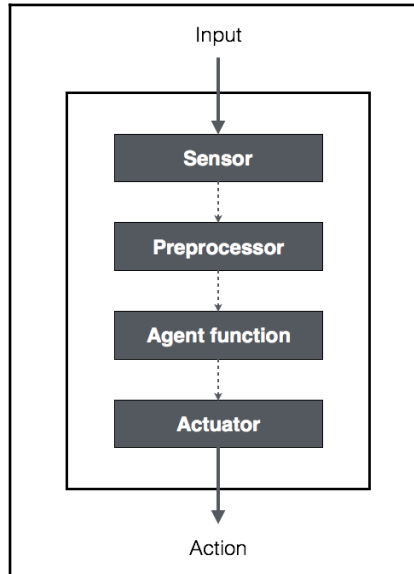 Input
Sensor
Preprocessor
Agent function
Actuator
Action